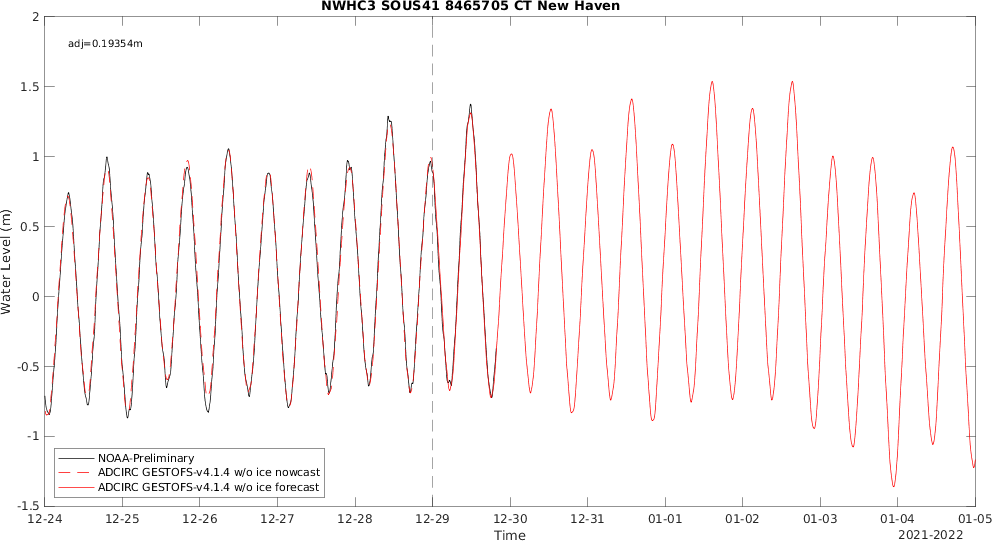 NWHC3 SOUS41 8465705 CT New Haven
2
adj=0.19354m
1.5
1
0.5
0
-0.5
-1
-1.5
Water Level (m)
NOAA-Preliminary
ADCIRC GESTOFS-v4.1.4 w/o ice nowcast
ADCIRC GESTOFS-v4.1.4 w/o ice forecast
12-24 12-25 12-26 12-27 12-28 12-29 12-30 12-31 01-01 01-02 01-03 01-04 01-05
Time
2021-2022